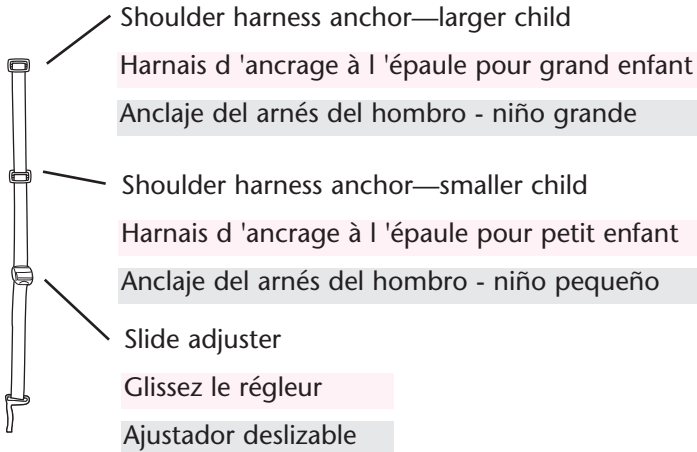 Shoulder harness anchor—larger child
Harnais d 'ancrage à l 'épaule pour grand enfant
Anclaje del arnés del hombro - niño grande
Shoulder harness anchor—smaller child
Harnais d 'ancrage à l 'épaule pour petit enfant
Anclaje del arnés del hombro - niño pequeño
Slide adjuster
Glissez le régleur
Ajustador deslizable